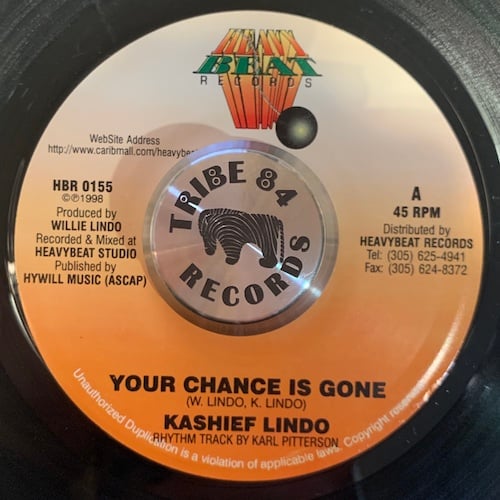 HEAVY
BEAT
RECORDS
WebSite Address
http://www.caribmall.com/heavybe
HBR 0155
©℗1998
Produced by
WILLIE LINDO
Recorded & Mixed at
HEAVYBEAT STUDIO
Published by
HYWILL MUSIC (ASCAP)
TRIBE 84
RECORDS
A
45 RPM
Distributed by
HEAVYBEAT RECORDS
Tel: (305) 625-4941
Fax: (305) 624-8372
YOUR CHANCE IS GONE
(W. LINDO, K. LINDO)
KASHIEF LINDO
RHYTHM TRACK BY KARL PITTERSON
Unauthorized Duplication is a violation of applicable laws. Copyright reserved